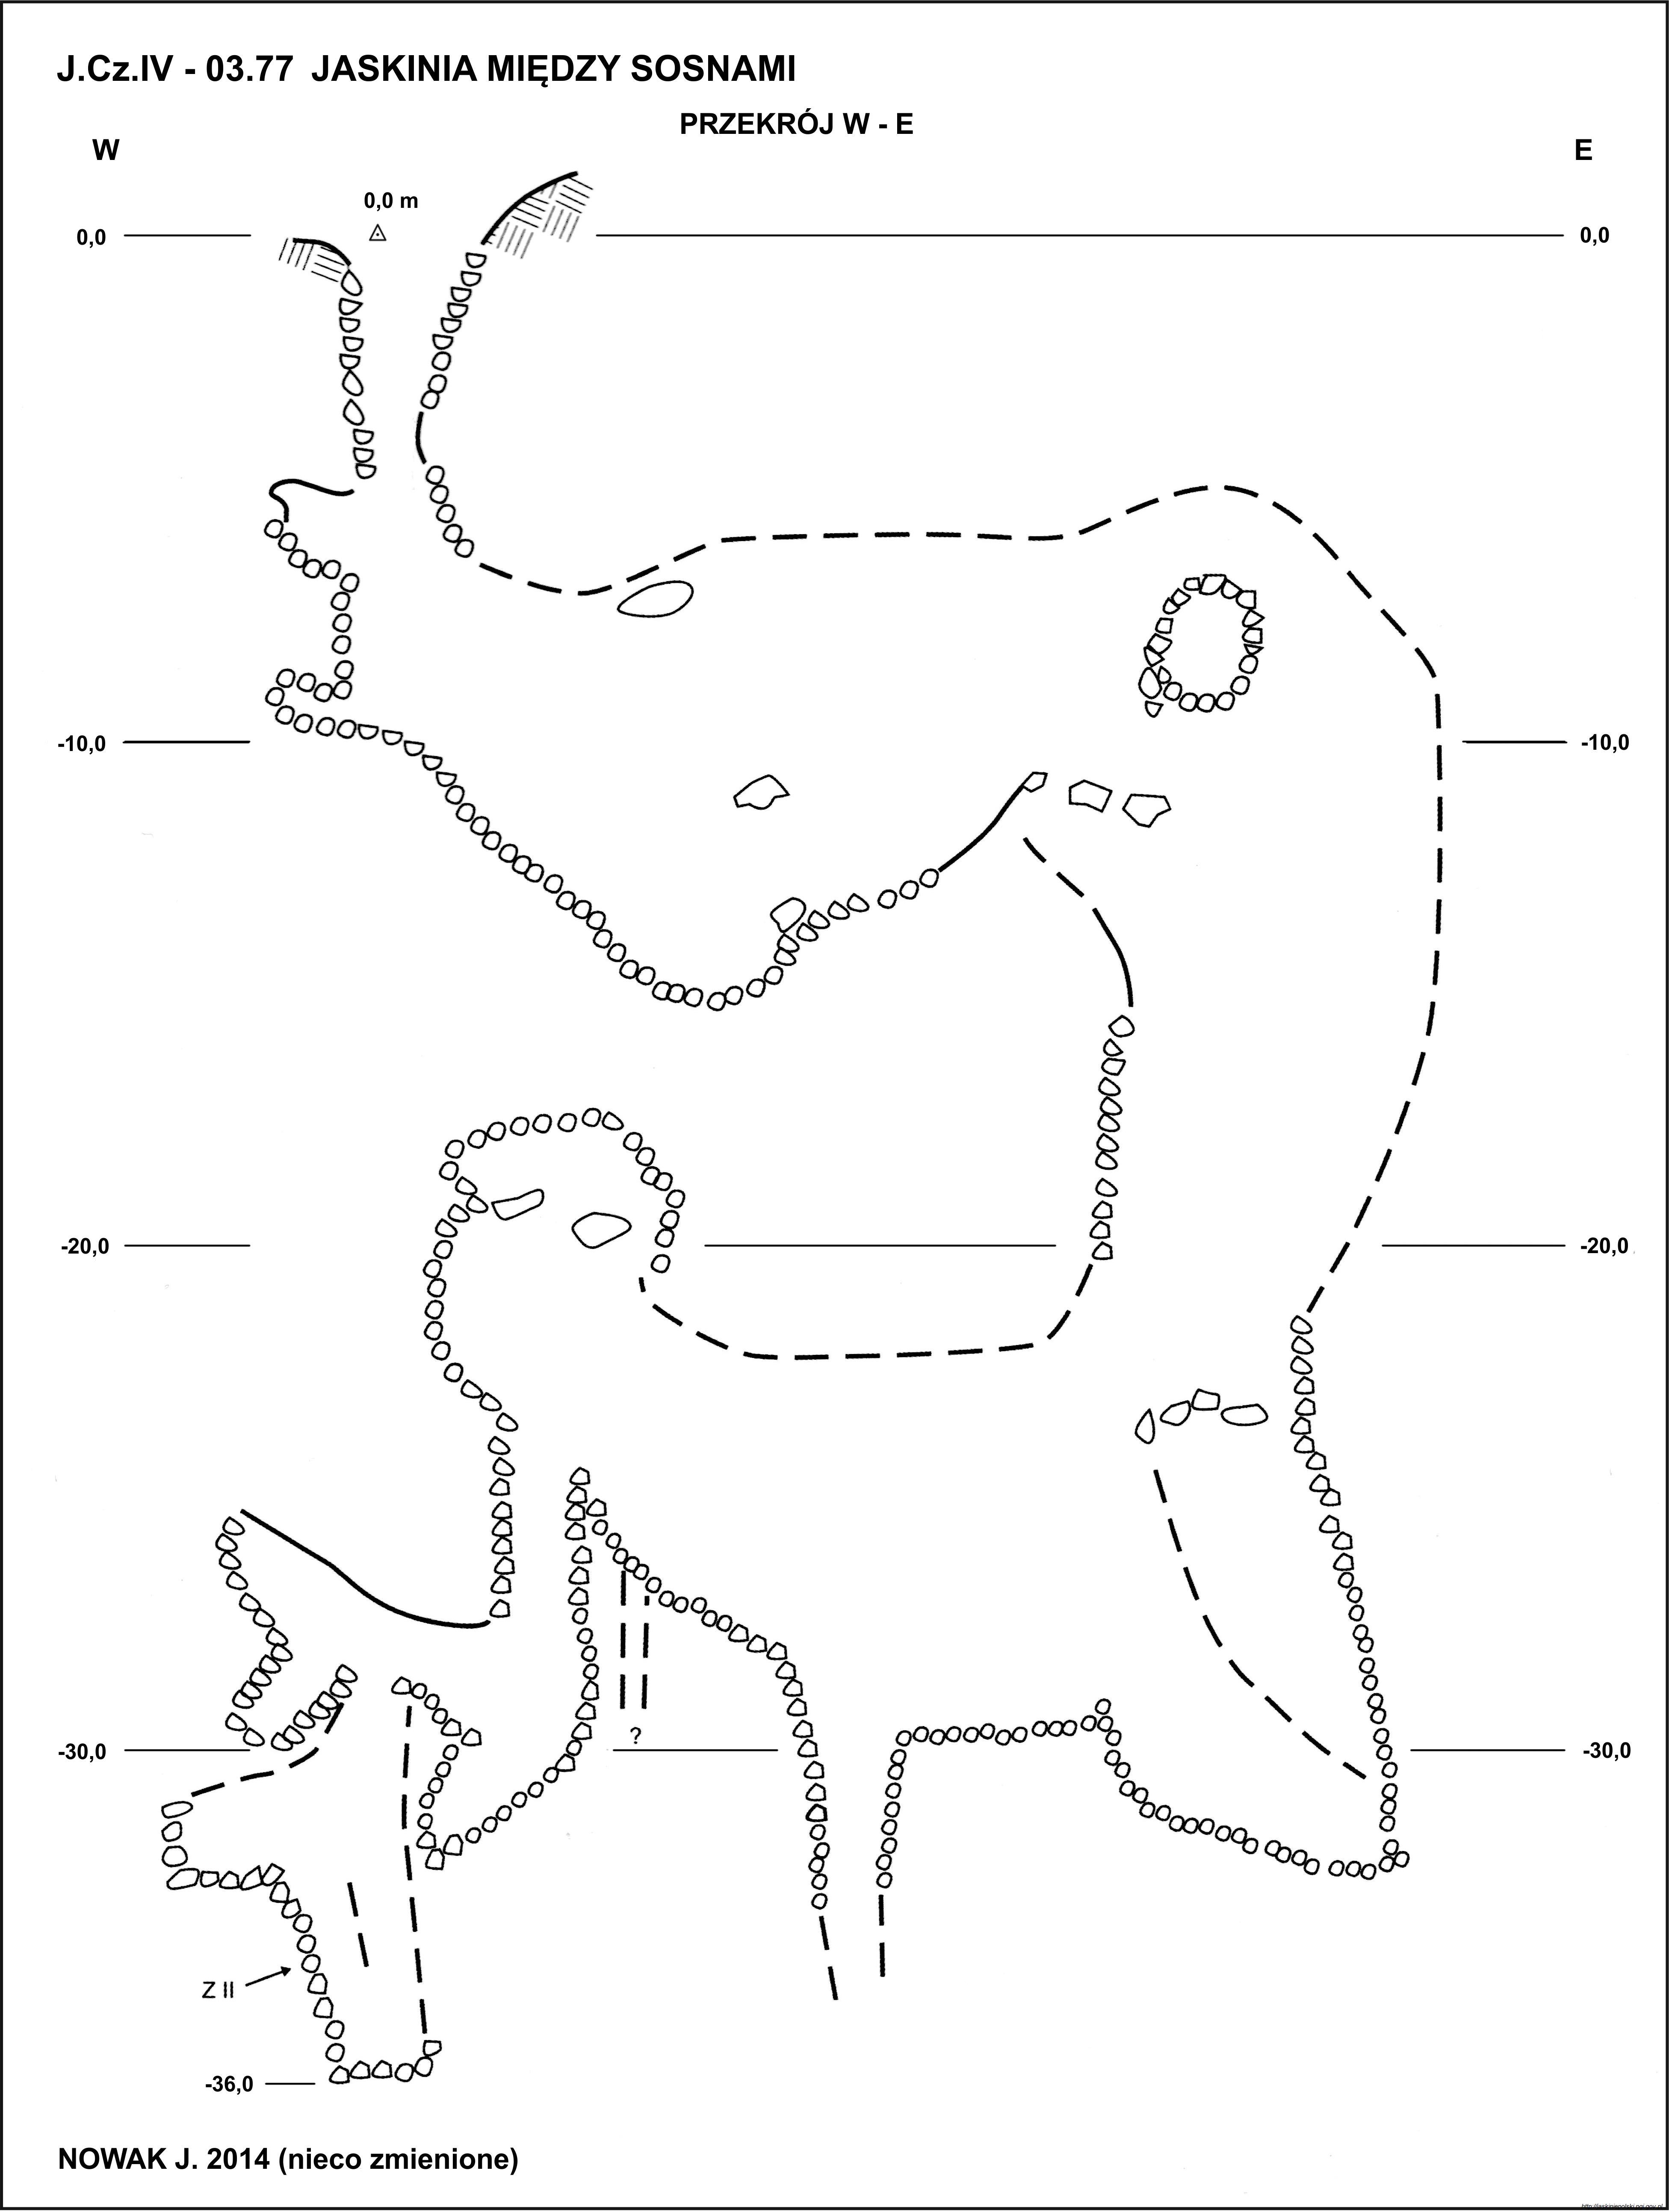 J.Cz.IV - 03.77 JASKINIA MIĘDZY SOSNAMI
PRZEKRÓJ W - E
W
E
0,0 m
0,0
0,0
-10,0
-10,0
-20,0
-20,0
?
-30,0
-30,0
Z II
-36,0
NOWAK J. 2014 (nieco zmienione)